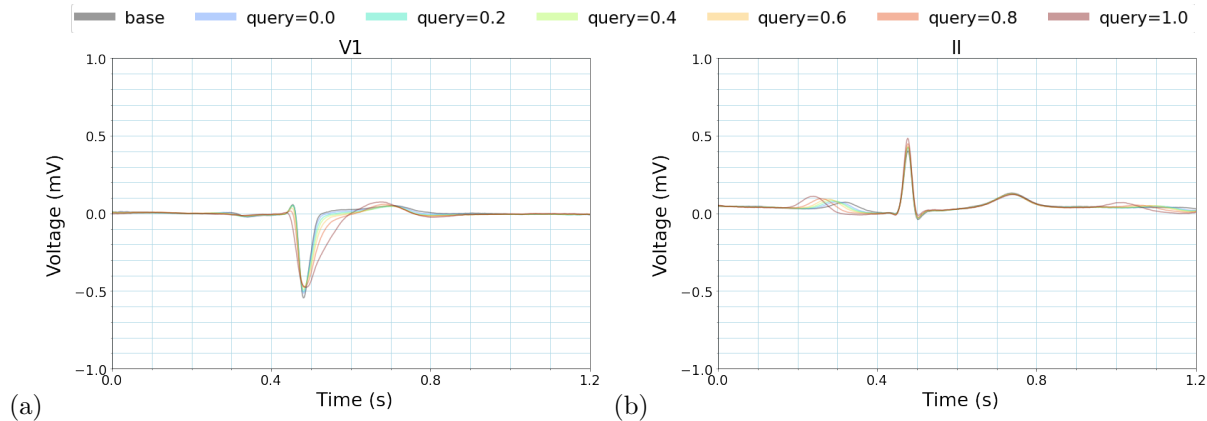 base query=0.0 query=0.2 query=0.4 query=0.6 query=0.8 query=1.0
V1
1.0
0.5
0.0
−0.5
−1.0
Voltage (mV)
0.0 0.4 0.8 1.2
Time (s)
(a)
II
1.0
0.5
0.0
−0.5
−1.0
Voltage (mV)
0.0 0.4 0.8 1.2
Time (s)
(b)